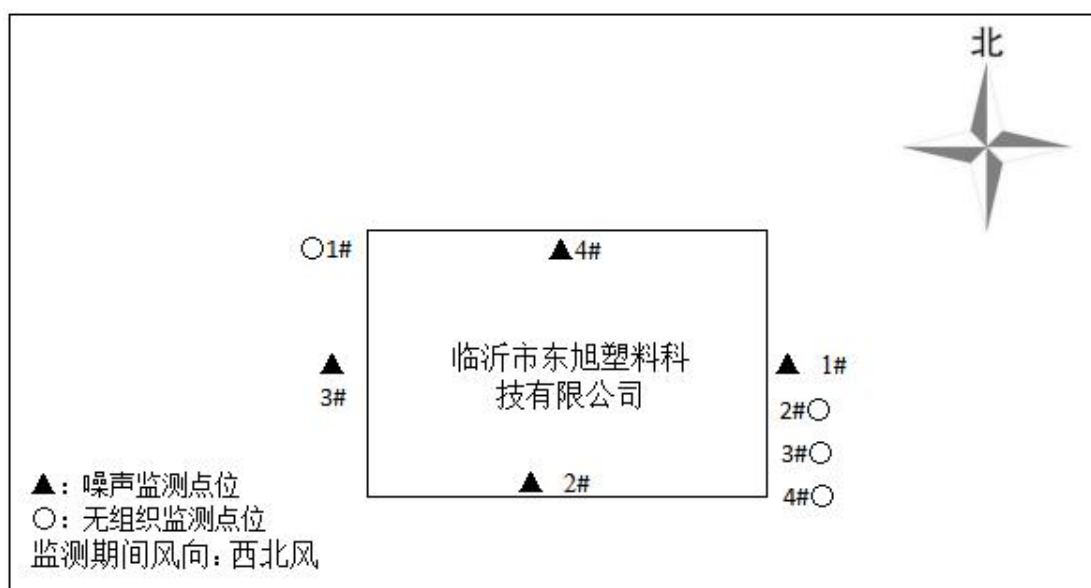 北
○1#
▲4#
临沂市东旭塑料科
技有限公司
▲ 1#
▲
3#
2#○
3#○
4#○
▲ 2#
▲：噪声监测点位
○：无组织监测点位
监测期间风向：西北风